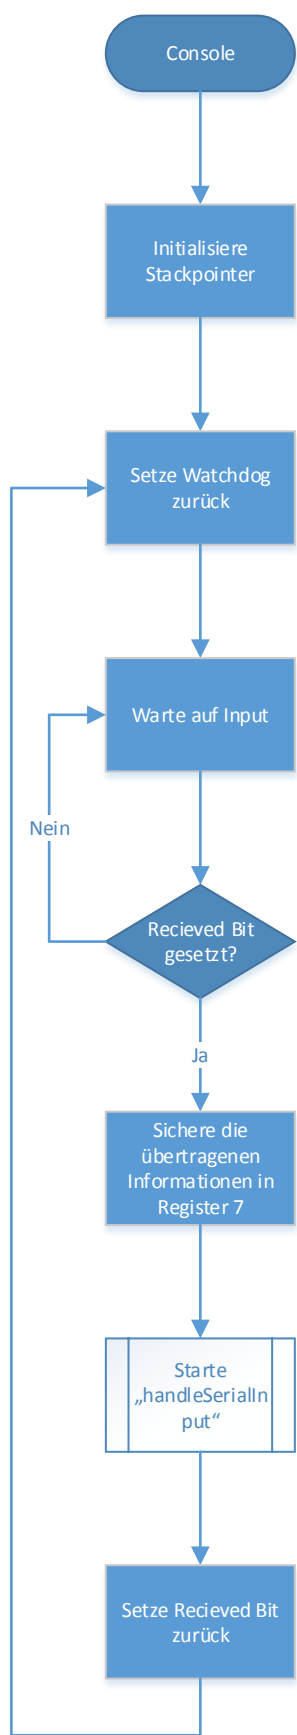 Console
Initialisiere
Stackpointer
Setze Watchdog
zurück
Warte auf Input
Nein
Recieved Bit
gesetzt?
Ja
Sichere die
übertragenen
Informationen in
Register 7
Starte
„handleSerialIn
put“
Setze Recieved Bit
zurück